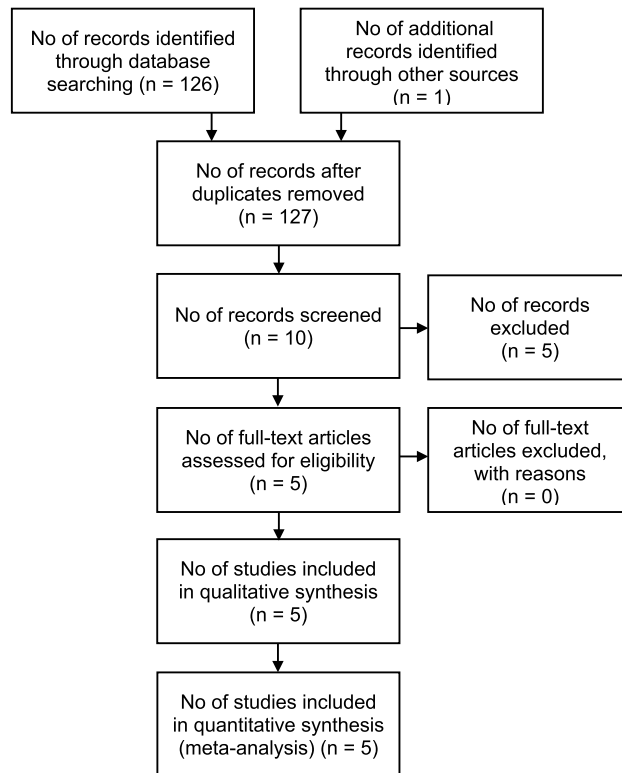 No of records identified
through database
searching (n = 126)
No of additional
records identified
through other sources
(n = 1)
No of records after
duplicates removed
(n = 127)
No of records screened
(n = 10)
No of records
excluded
(n = 5)
No of full-text articles
assessed for eligibility
(n = 5)
No of full-text
articles excluded,
with reasons
(n = 0)
No of studies included
in qualitative synthesis
(n = 5)
No of studies included
in quantitative synthesis
(meta-analysis) (n = 5)